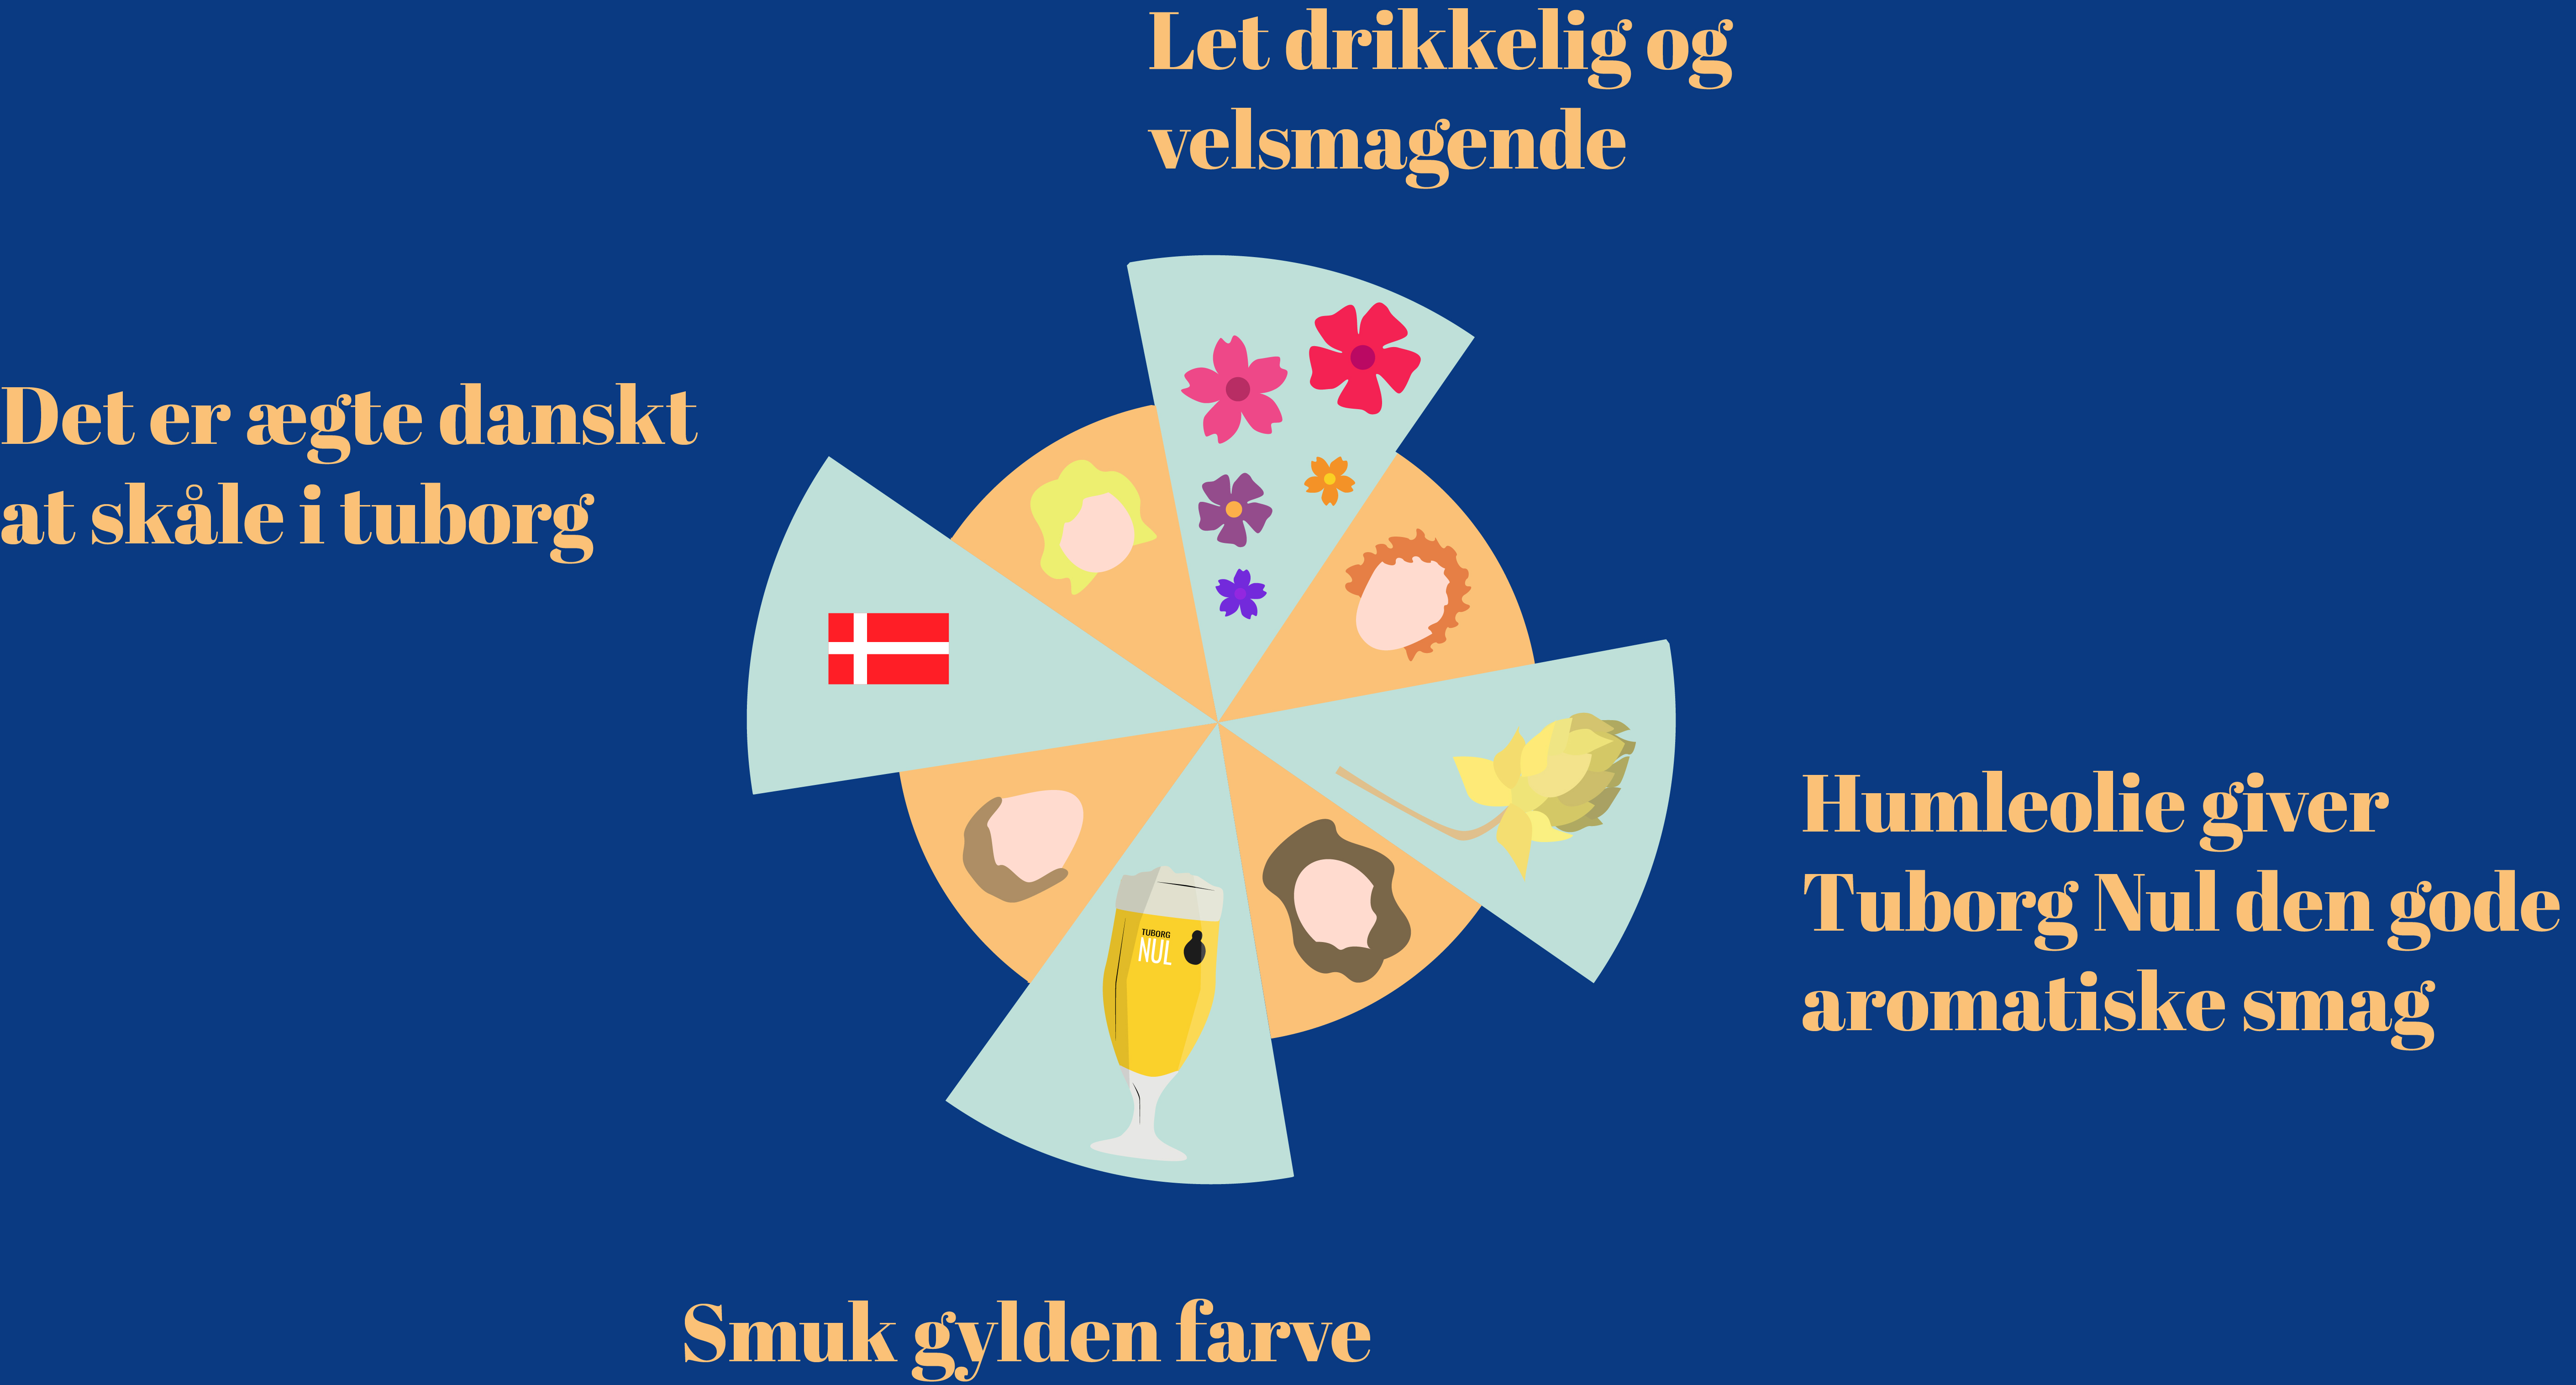 Let drikkelig og
velsmagende
Det er ægte danskt
at skåle i tuborg
Humleolie giver
Tuborg Nul den gode
aromatiske smag
TUBORG
NUL
Smuk gylden farve